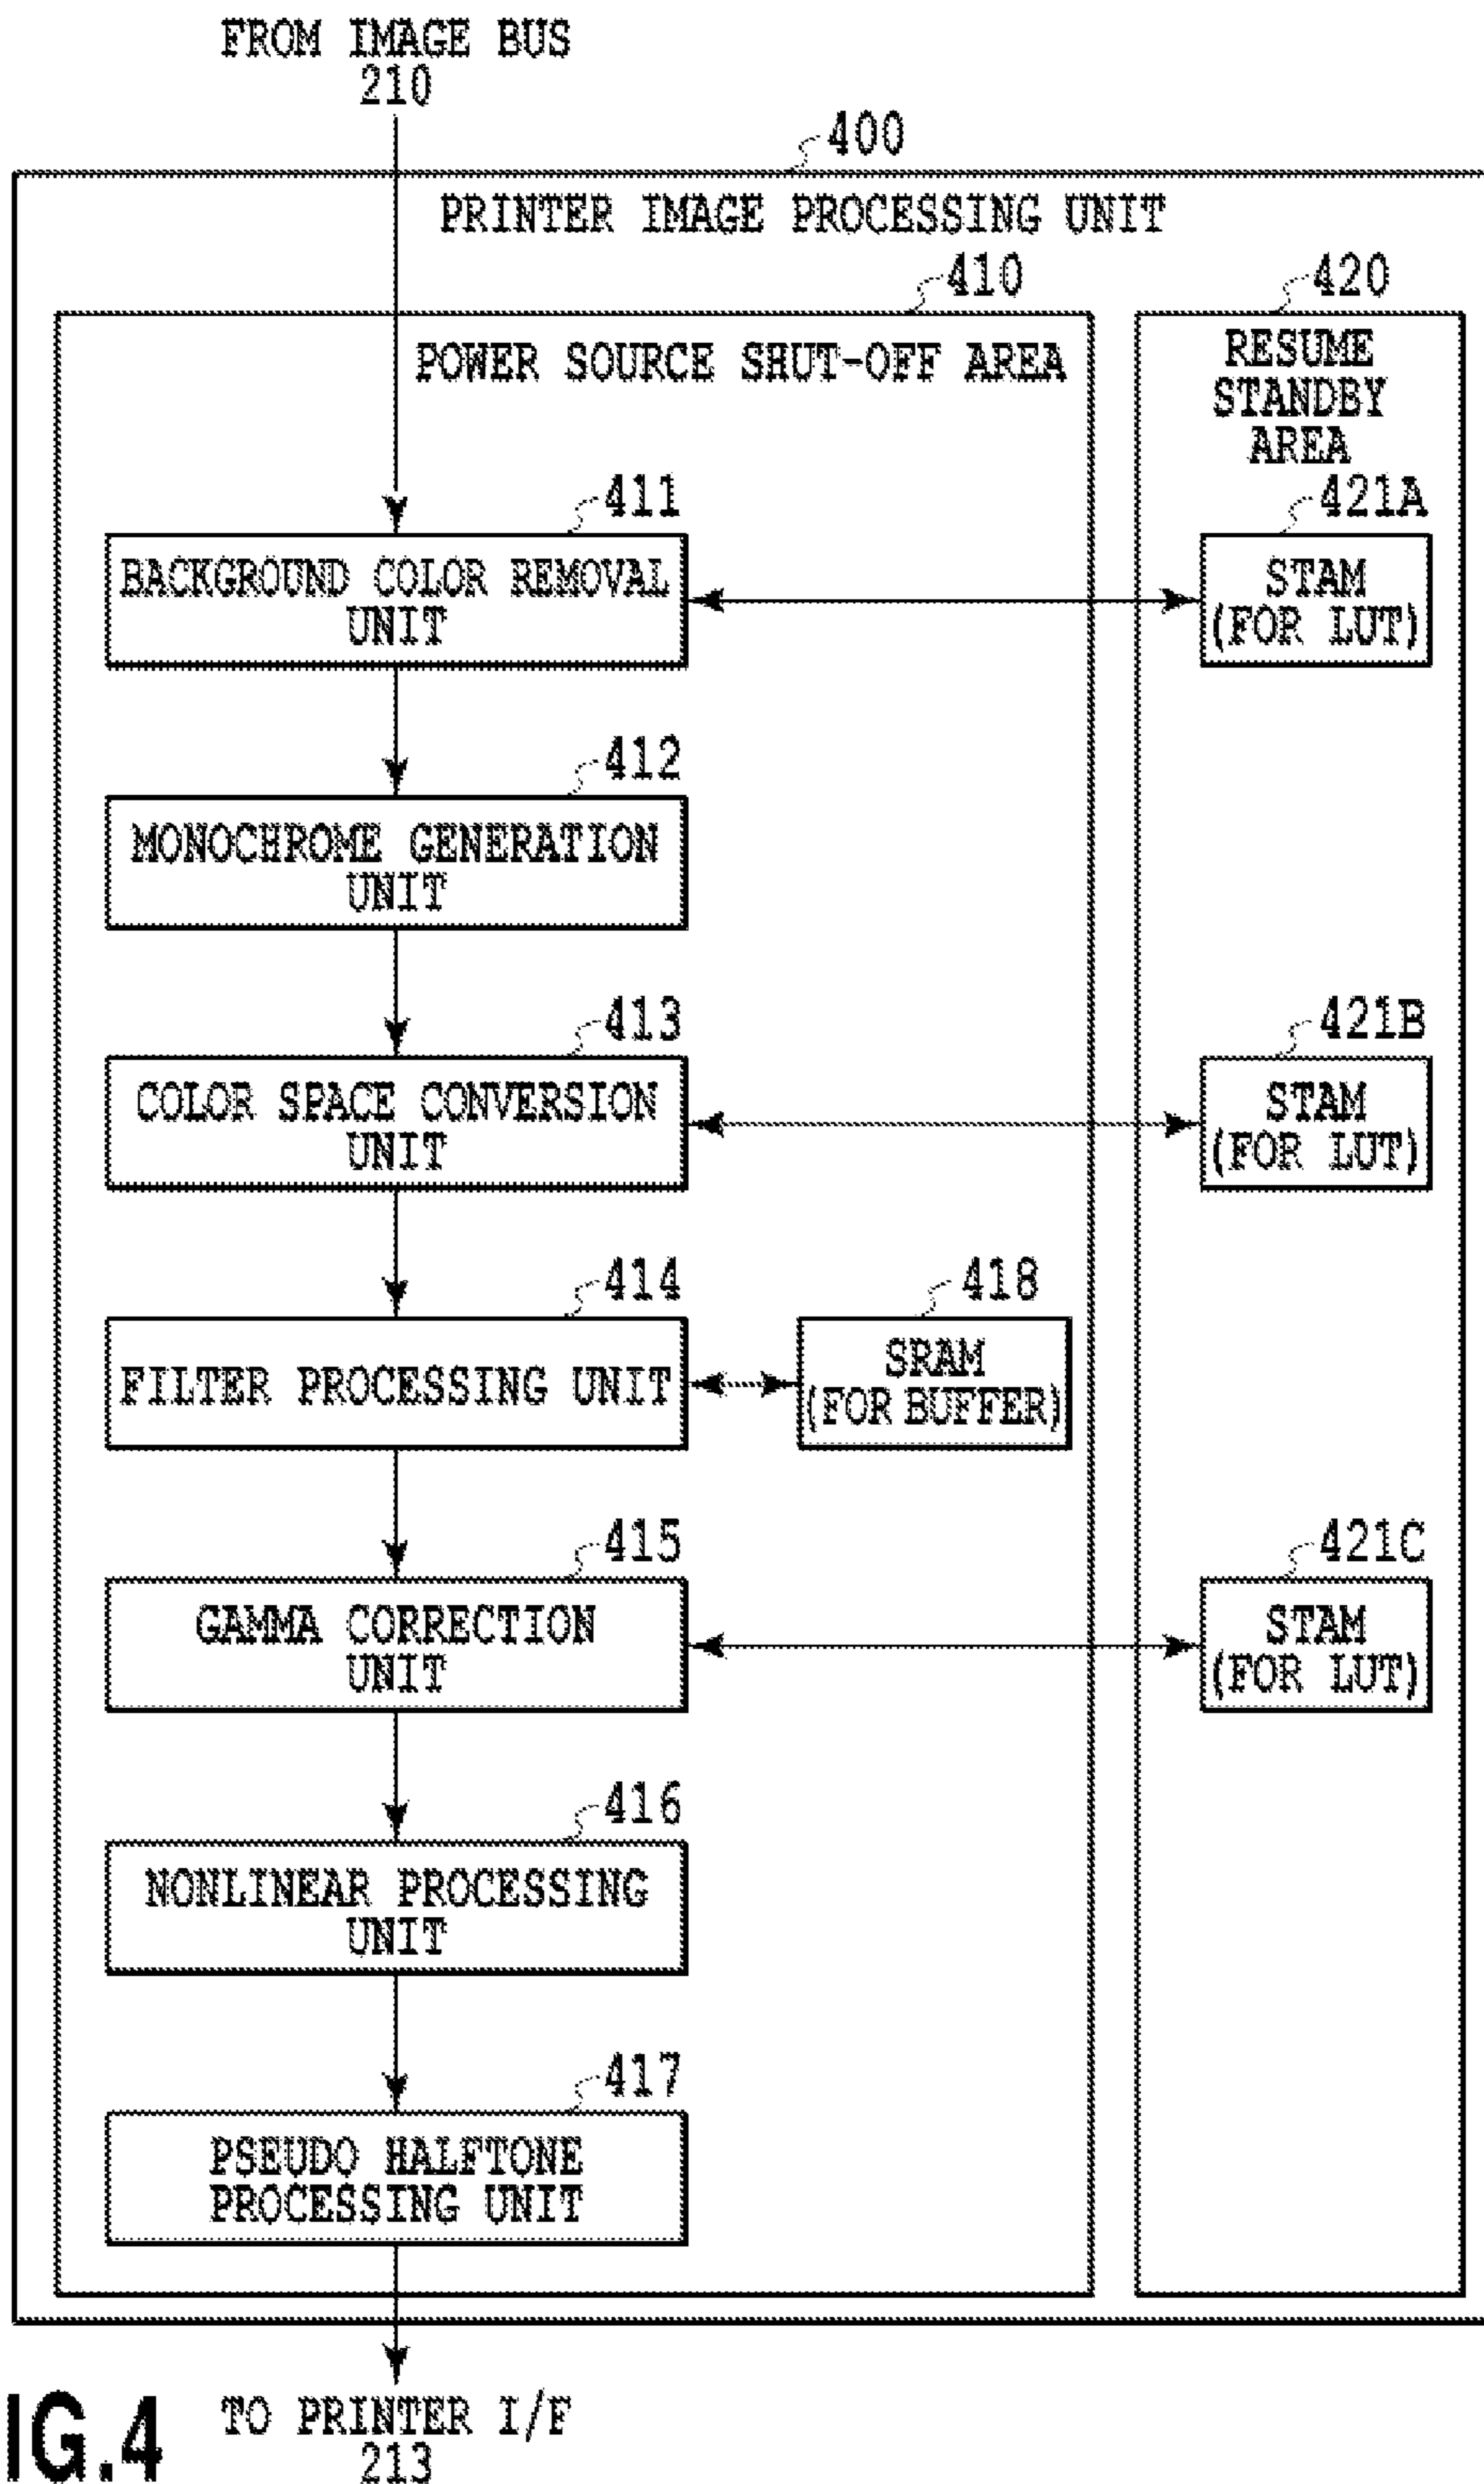 FROM IMAGE BUS
210
400
PRINTER IMAGE PROCESSING UNIT
410
POWER SOURCE SHUT-OFF AREA
420
RESUME
STANDBY
AREA
411
BACKGROUND COLOR REMOVAL
UNIT
421A
STAM
(FOR LUT)
412
MONOCHROME GENERATION
UNIT
413
COLOR SPACE CONVERSION
UNIT
421B
STAM
(FOR LUT)
414
FILTER PROCESSING UNIT
418
SRAM
(FOR BUFFER)
415
GAMMA CORRECTION
UNIT
421C
STAM
(FOR LUT)
416
NONLINEAR PROCESSING
UNIT
417
PSEUDO HALFTONE
PROCESSING UNIT
TO PRINTER I/F
213
IG.4